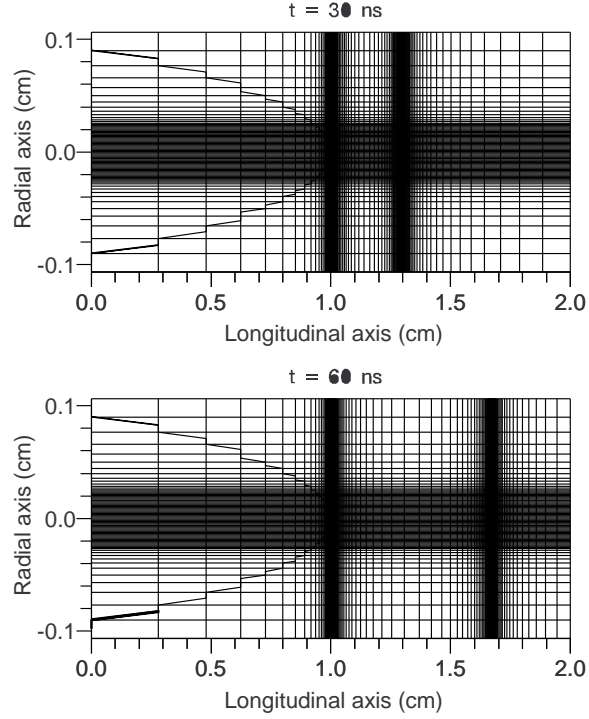 t = 30 ns
0.1
0.0
-0.1
Radial axis (cm)
0.0 0.5 1.0 1.5 2.0
Longitudinal axis (cm)
t = 60 ns
0.1
0.0
-0.1
Radial axis (cm)
0.0 0.5 1.0 1.5 2.0
Longitudinal axis (cm)